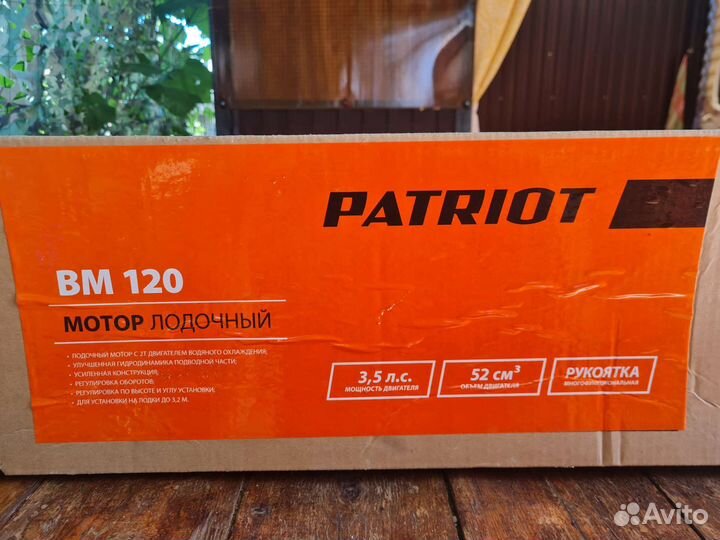 PATRIOT
BM 120
МОТОР ЛОДОЧНЫЙ
• ЛОДОЧНЫЙ МОТОР С 2Т ДВИГАТЕЛЕМ ВОДЯНОГО ОХЛАЖДЕНИЯ;
• УЛУЧШЕННАЯ ГИДРОДИНАМИКА ПОДВОДНОЙ ЧАСТИ;
• УСИЛЕННАЯ КОНСТРУКЦИЯ;
• РЕГУЛИРОВКА ОБОРОТОВ;
• РЕГУЛИРОВКА ПО ВЫСОТЕ И УГЛУ УСТАНОВКИ;
• ДЛЯ УСТАНОВКИ НА ЛОДКИ ДО 3,2 М.
3,5 л.с.
МОЩНОСТЬ ДВИГАТЕЛЯ
52 см³
ОБЪЕМ ДВИГАТЕЛЯ
РУКОЯТКА
МНОГОФУНКЦИОНАЛЬНАЯ
Avito